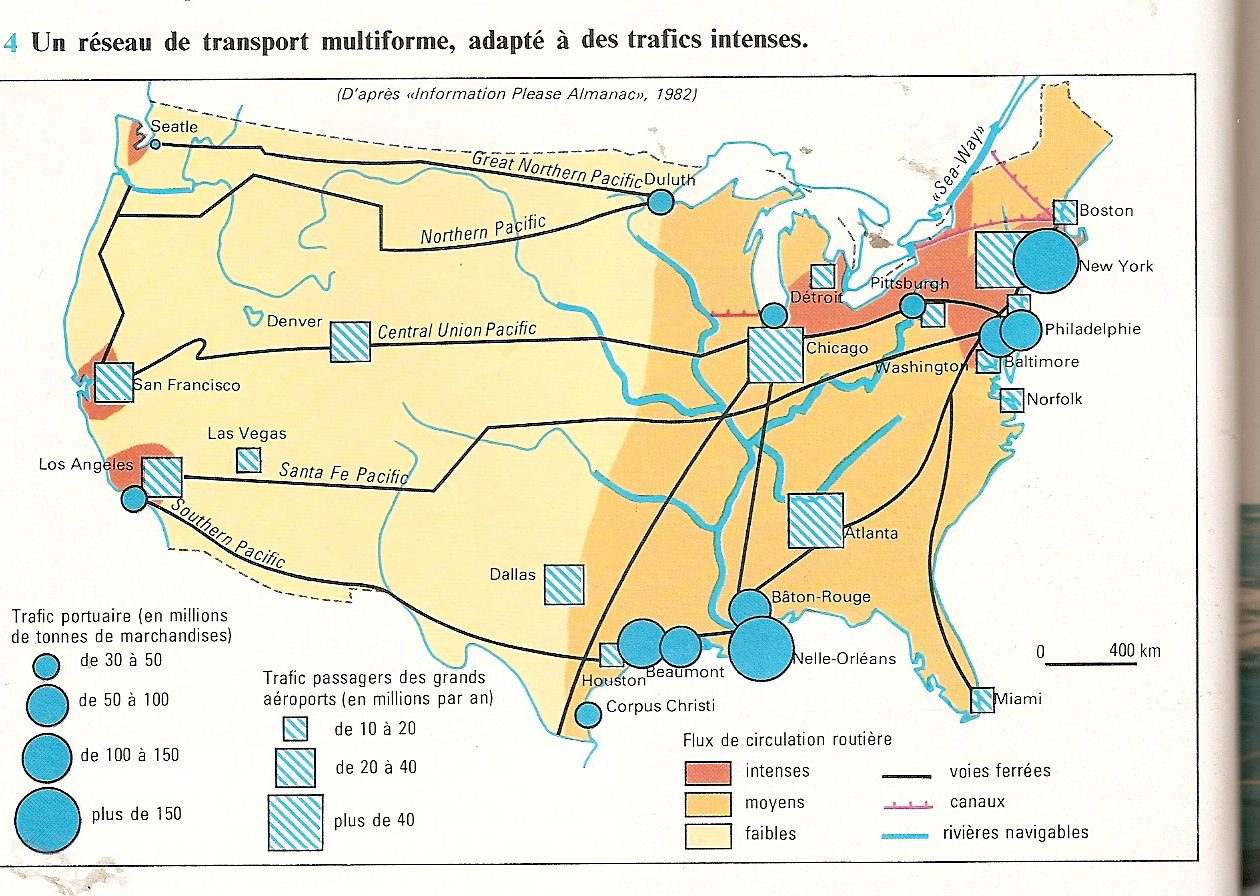 4 Un réseau de transport multiforme, adapté à des trafics intenses.
(D'après «Information Please Almanac», 1982)
Seatle
Great Northern Pacific
Duluth
«Sea-Way»
Northern Pacific
Boston
New York
Pittsburgh
Détroit
Denver
Central Union Pacific
Chicago
Philadelphie
Washington
Baltimore
San Francisco
Norfolk
Las Vegas
Los Angeles
Santa Fe Pacific
Southern Pacific
Atlanta
Dallas
Bâton-Rouge
Nelle-Orléans
Houston
Beaumont
Corpus Christi
Miami
0 400 km
Trafic portuaire (en millions
de tonnes de marchandises)
de 30 à 50
de 50 à 100
de 100 à 150
plus de 150
Trafic passagers des grands
aéroports (en millions par an)
de 10 à 20
de 20 à 40
plus de 40
Flux de circulation routière
intenses
moyens
faibles
voies ferrées
canaux
rivières navigables